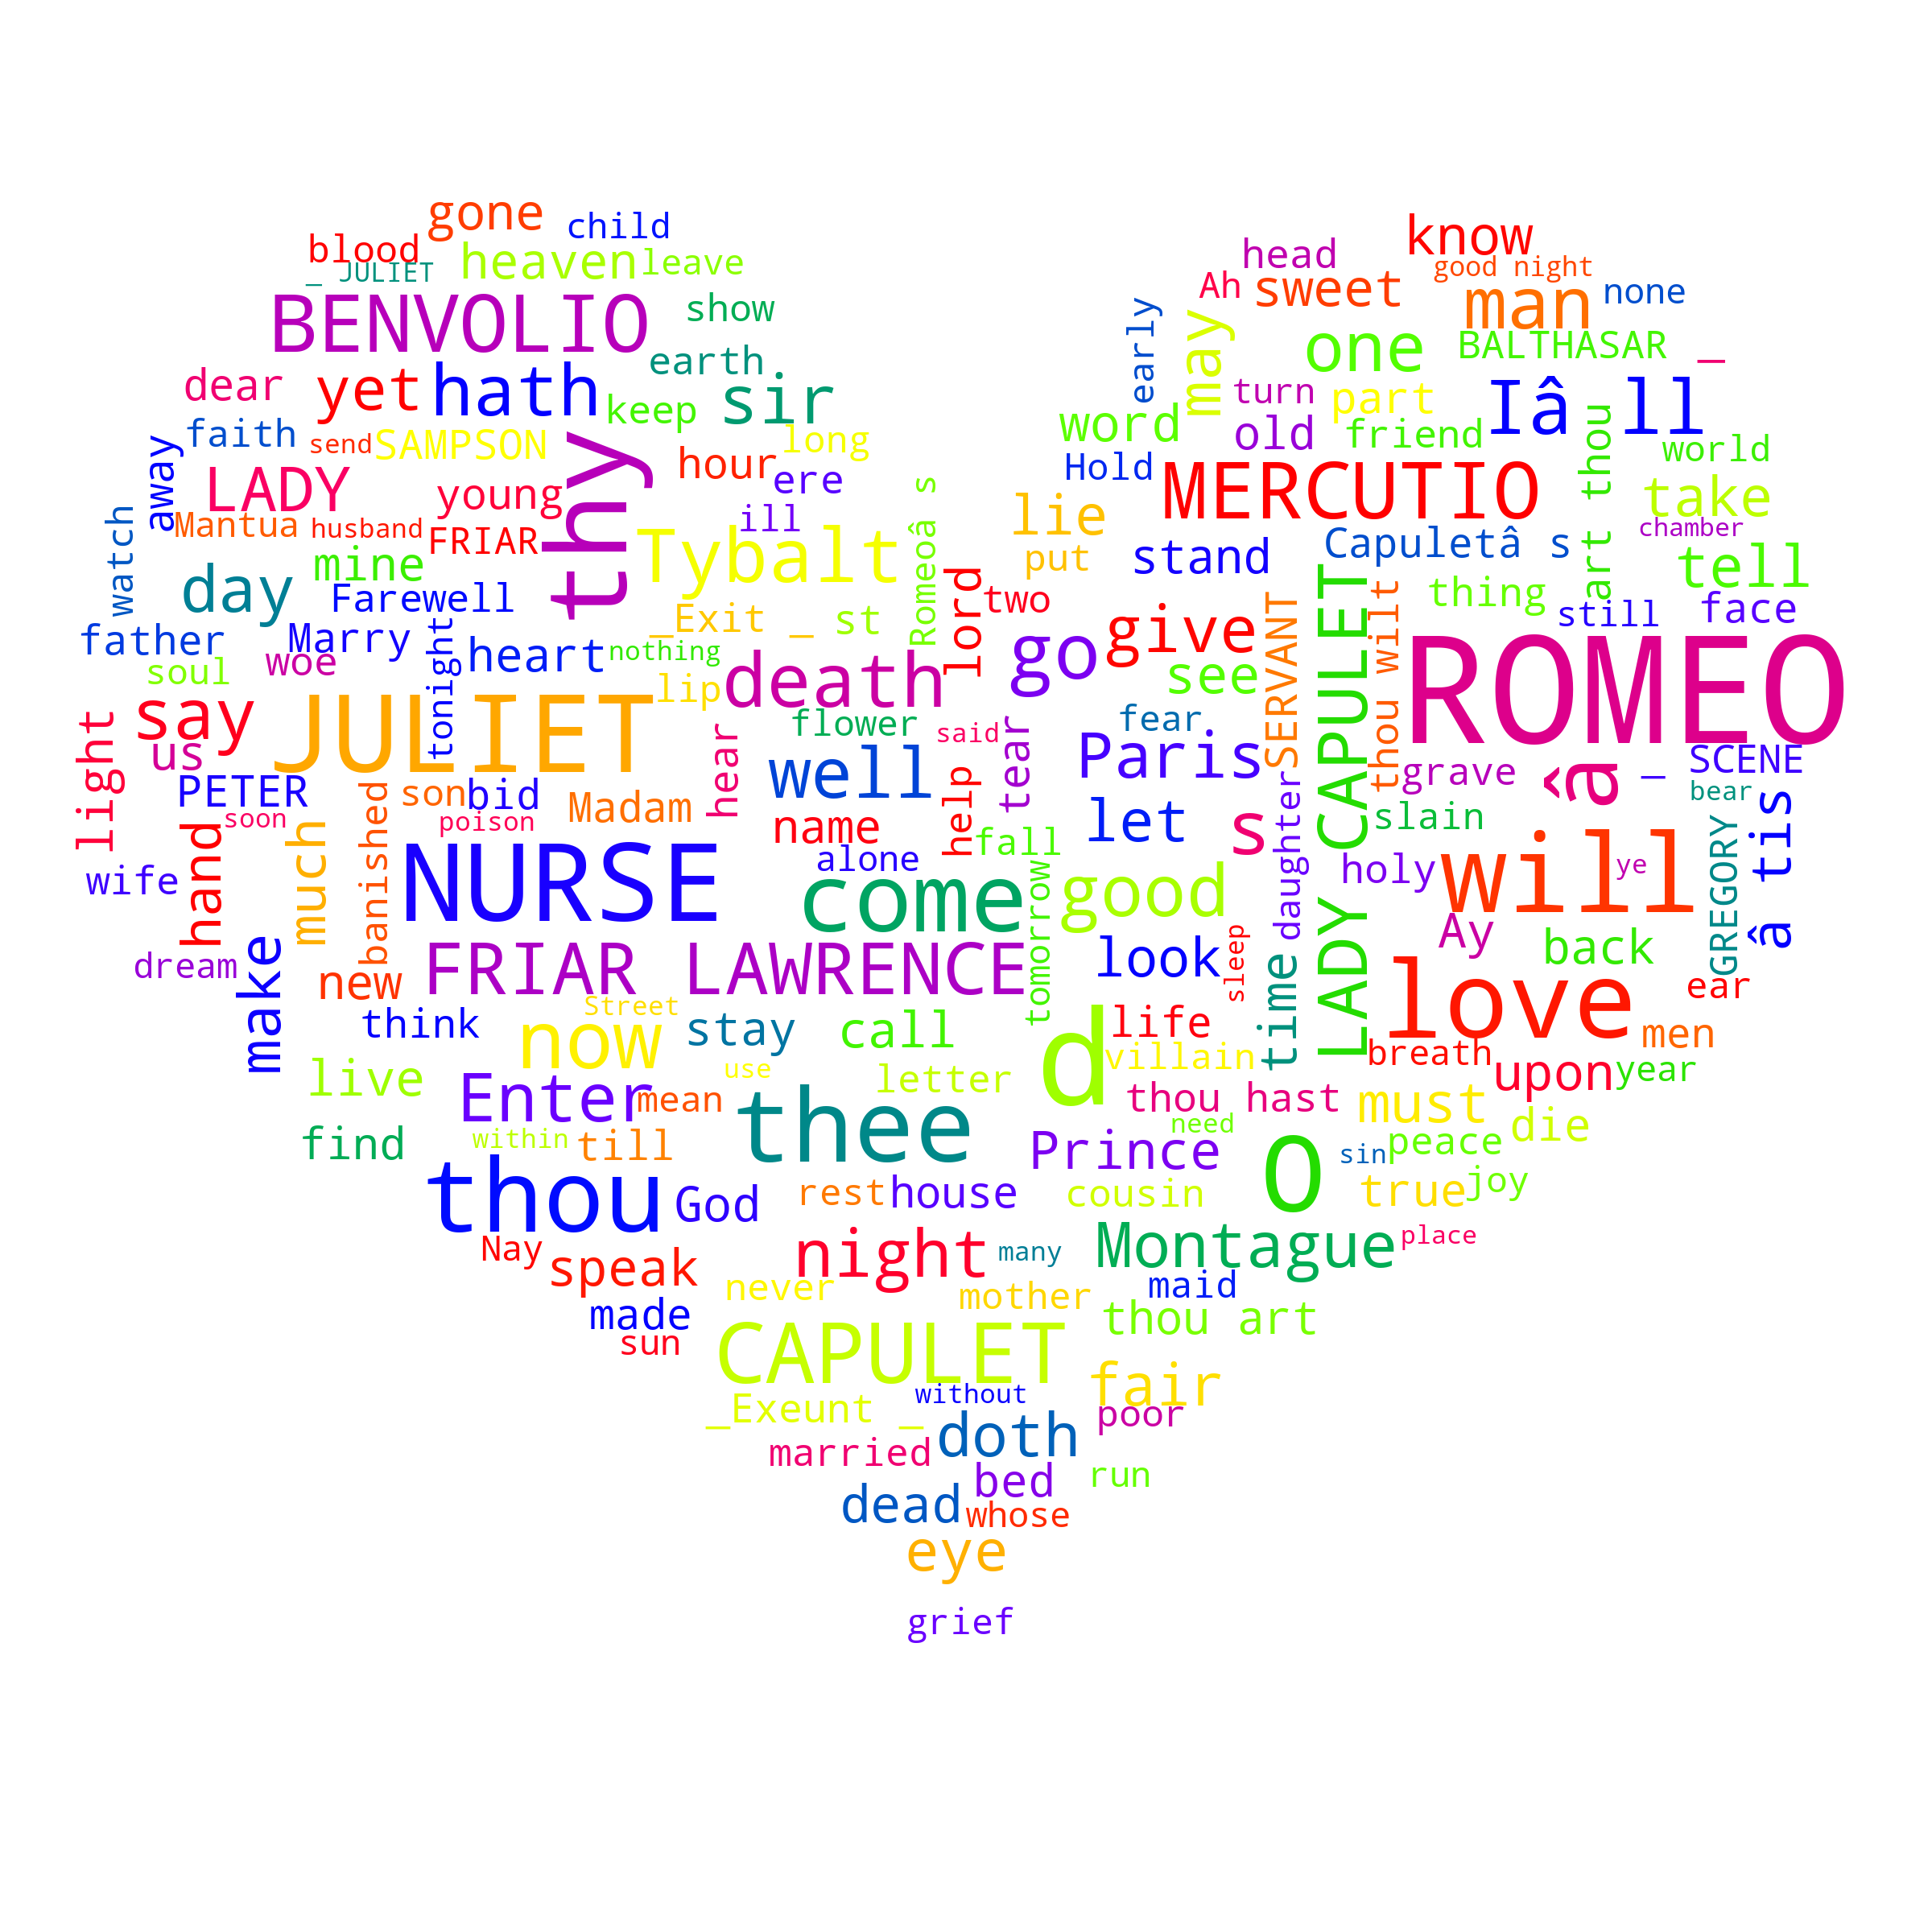 gone
child
blood
heaven
leave
_ JULIET
BENVOLIO
show
earth
dear
yet
hath
keep
sir
faith
send
SAMPSON
long
away
LADY
young
thy
hour
ere
Mantua
husband
FRIAR
ill
Romeoâ s
watch
mine
Tybalt
day
Farewell
_Exit _
st
lord
two
father
Marry
tonight
heart
nothing
soul
woe
lip
death
know
head
good night
Ah
sweet
man
none
early
may
one
BALTHASAR _
turn
part
Iâ ll
word
old
friend
art thou
world
Hold
MERCUTIO
take
lie
chamber
put
stand
Capuletâ s
tell
thing
still
face
go
give
see
SERVANT
LADY CAPULET
thou wilt
ROMEO
say
JULIET
light
us
hear
flower
said
tear
fear
Paris
PETER
son
bid
Madam
well
help
grave
â
_ SCENE
soon
poison
name
fall
let
s
daughter
slain
bear
â tis
hand
much
banished
NURSE
alone
come
tomorrow
good
holy
will
ye
GREGORY
wife
dream
make
new
FRIAR LAWRENCE
look
sleep
time
Ay
back
love
ear
Street
think
now
stay
call
d
life
men
villain
breath
live
Enter
mean
use
thee
letter
thou hast
upon
year
must
die
find
within
till
need
Prince
O
sin
peace
thou
God
rest
house
cousin
true
joy
Nay
speak
night
many
Montague
place
never
mother
maid
made
thou art
sun
CAPULET
fair
_Exeunt _
without
doth
poor
married
bed
run
dead
whose
eye
grief